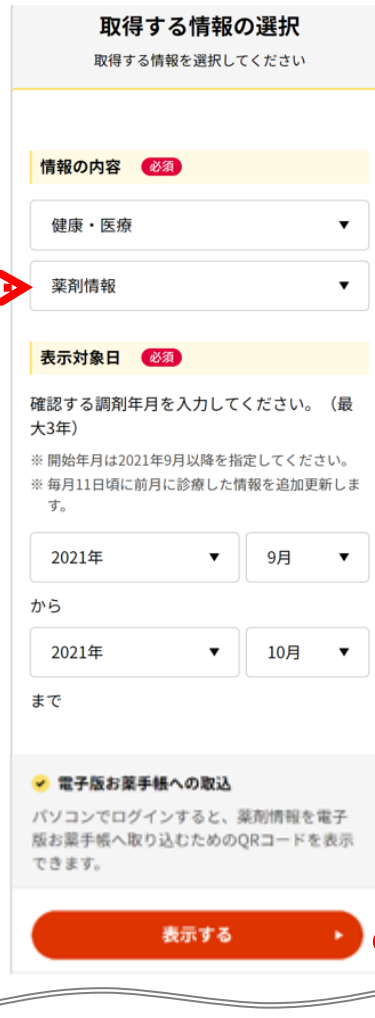 取得する情報の選択
取得する情報を選択してください
情報の内容 必須
健康・医療 ▼
薬剤情報 ▼
表示対象日 必須
確認する調剤年月を入力してください。（最
大3年）
※ 開始年月は2021年9月以降を指定してください。
※ 毎月11日頃に前月に診療した情報を追加更新しま
す。
2021年 ▼ 9月 ▼
から
2021年 ▼ 10月 ▼
まで
電子版お薬手帳への取込
パソコンでログインすると、薬剤情報を電子
版お薬手帳へ取り込むためのQRコードを表示
できます。
表示する